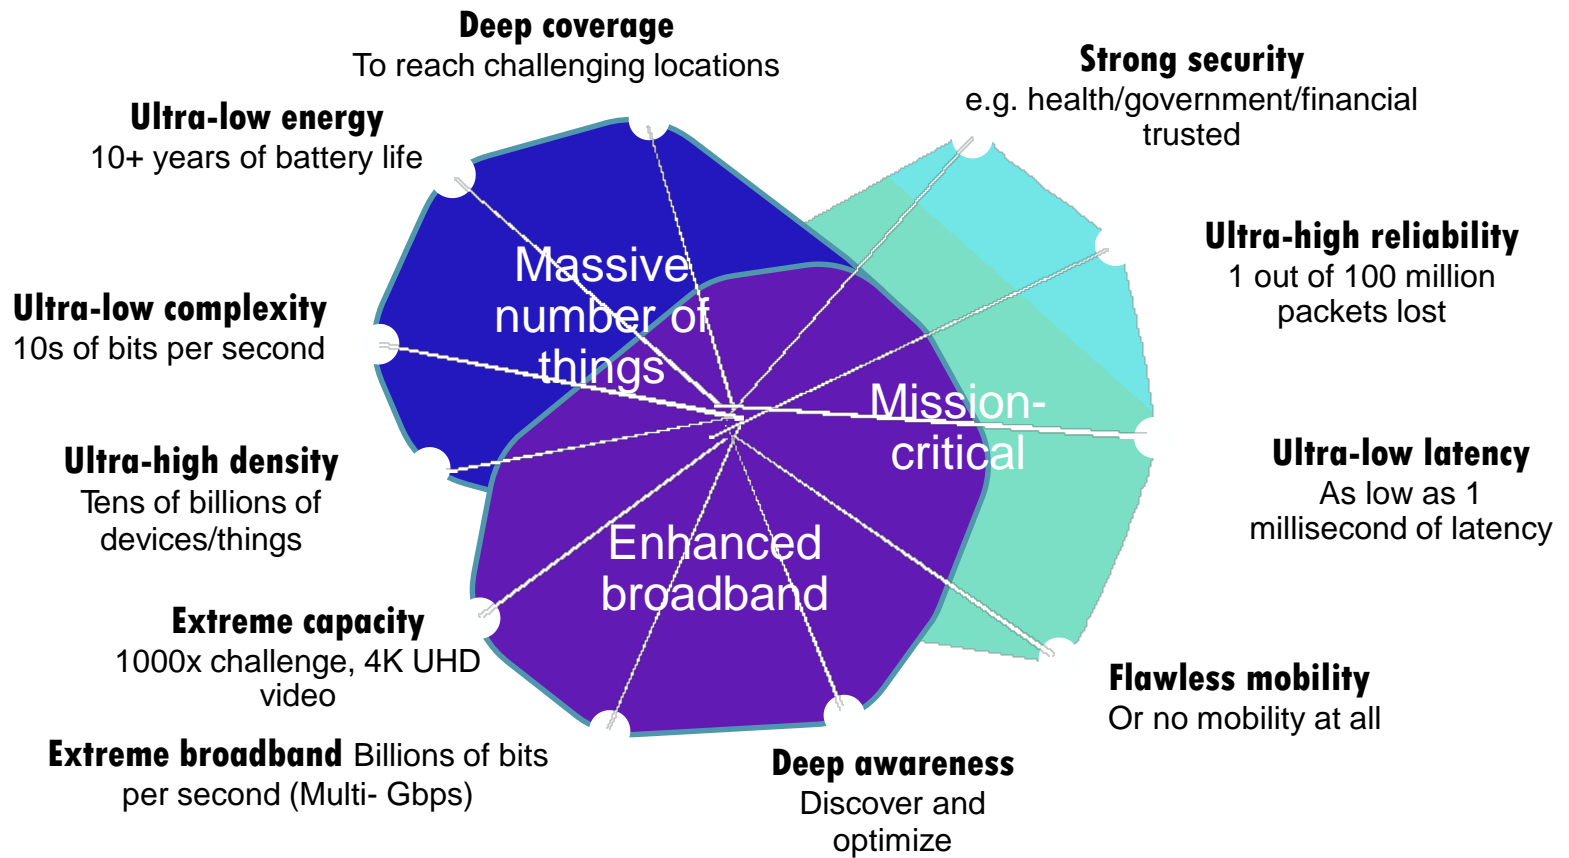 Deep coverage
To reach challenging locations
Strong security
e.g. health/government/financial
trusted
Ultra-low energy
10+ years of battery life
Ultra-high reliability
1 out of 100 million
packets lost
Massive
number of
things
Ultra-low complexity
10s of bits per second
Mission-
critical
Ultra-high density
Tens of billions of
devices/things
Ultra-low latency
As low as 1
millisecond of latency
Enhanced
broadband
Extreme capacity
1000x challenge, 4K UHD
video
Flawless mobility
Or no mobility at all
Extreme broadband Billions of bits
per second (Multi- Gbps)
Deep awareness
Discover and
optimize